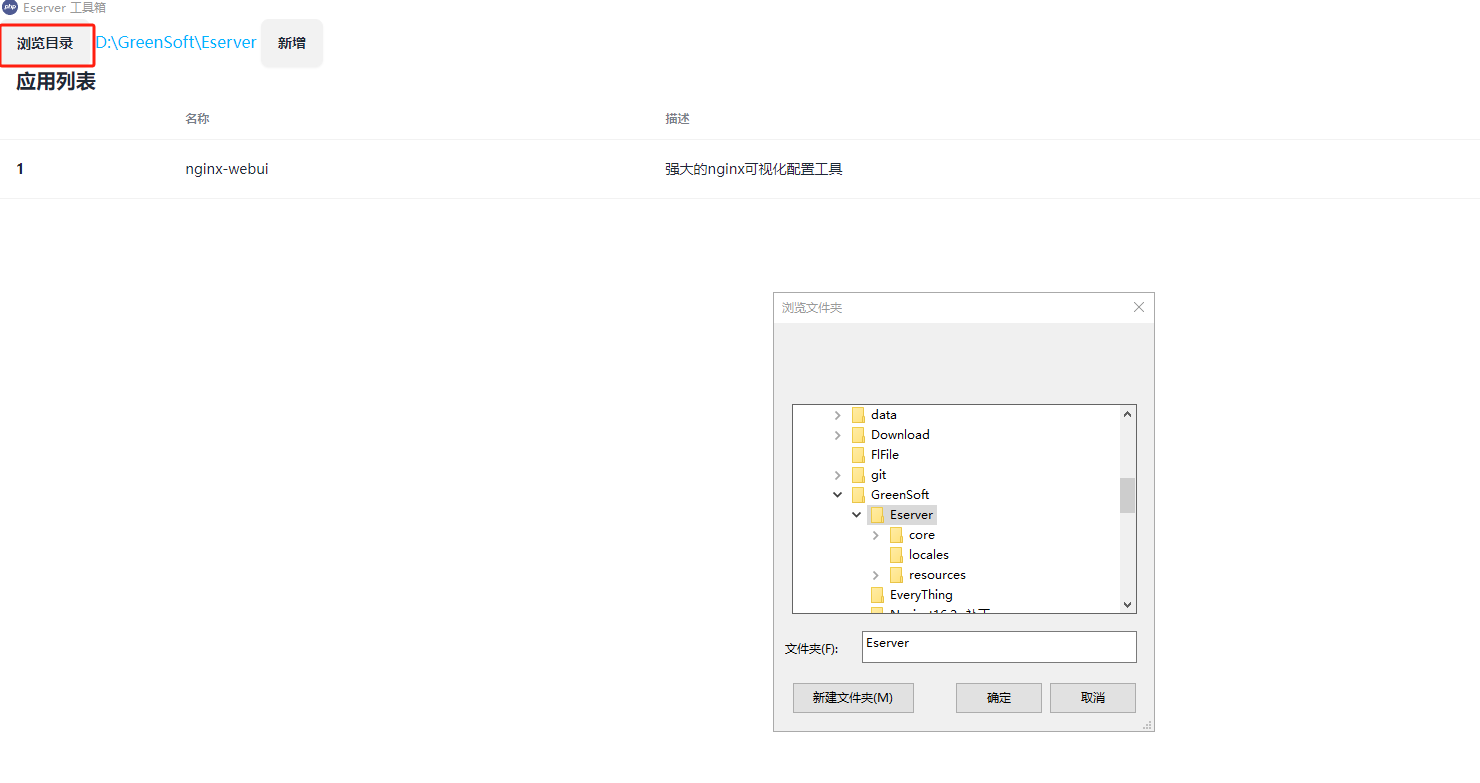 php Eserver 工具箱
浏览目录 D:\GreenSoft\Eserver 新增
应用列表
名称 描述
1 nginx-webui 强大的nginx可视化配置工具
浏览文件夹
data
Download
FlFile
git
GreenSoft
Eserver
core
locales
resources
EveryThing
文件夹(F): Eserver
新建文件夹(M) 确定 取消